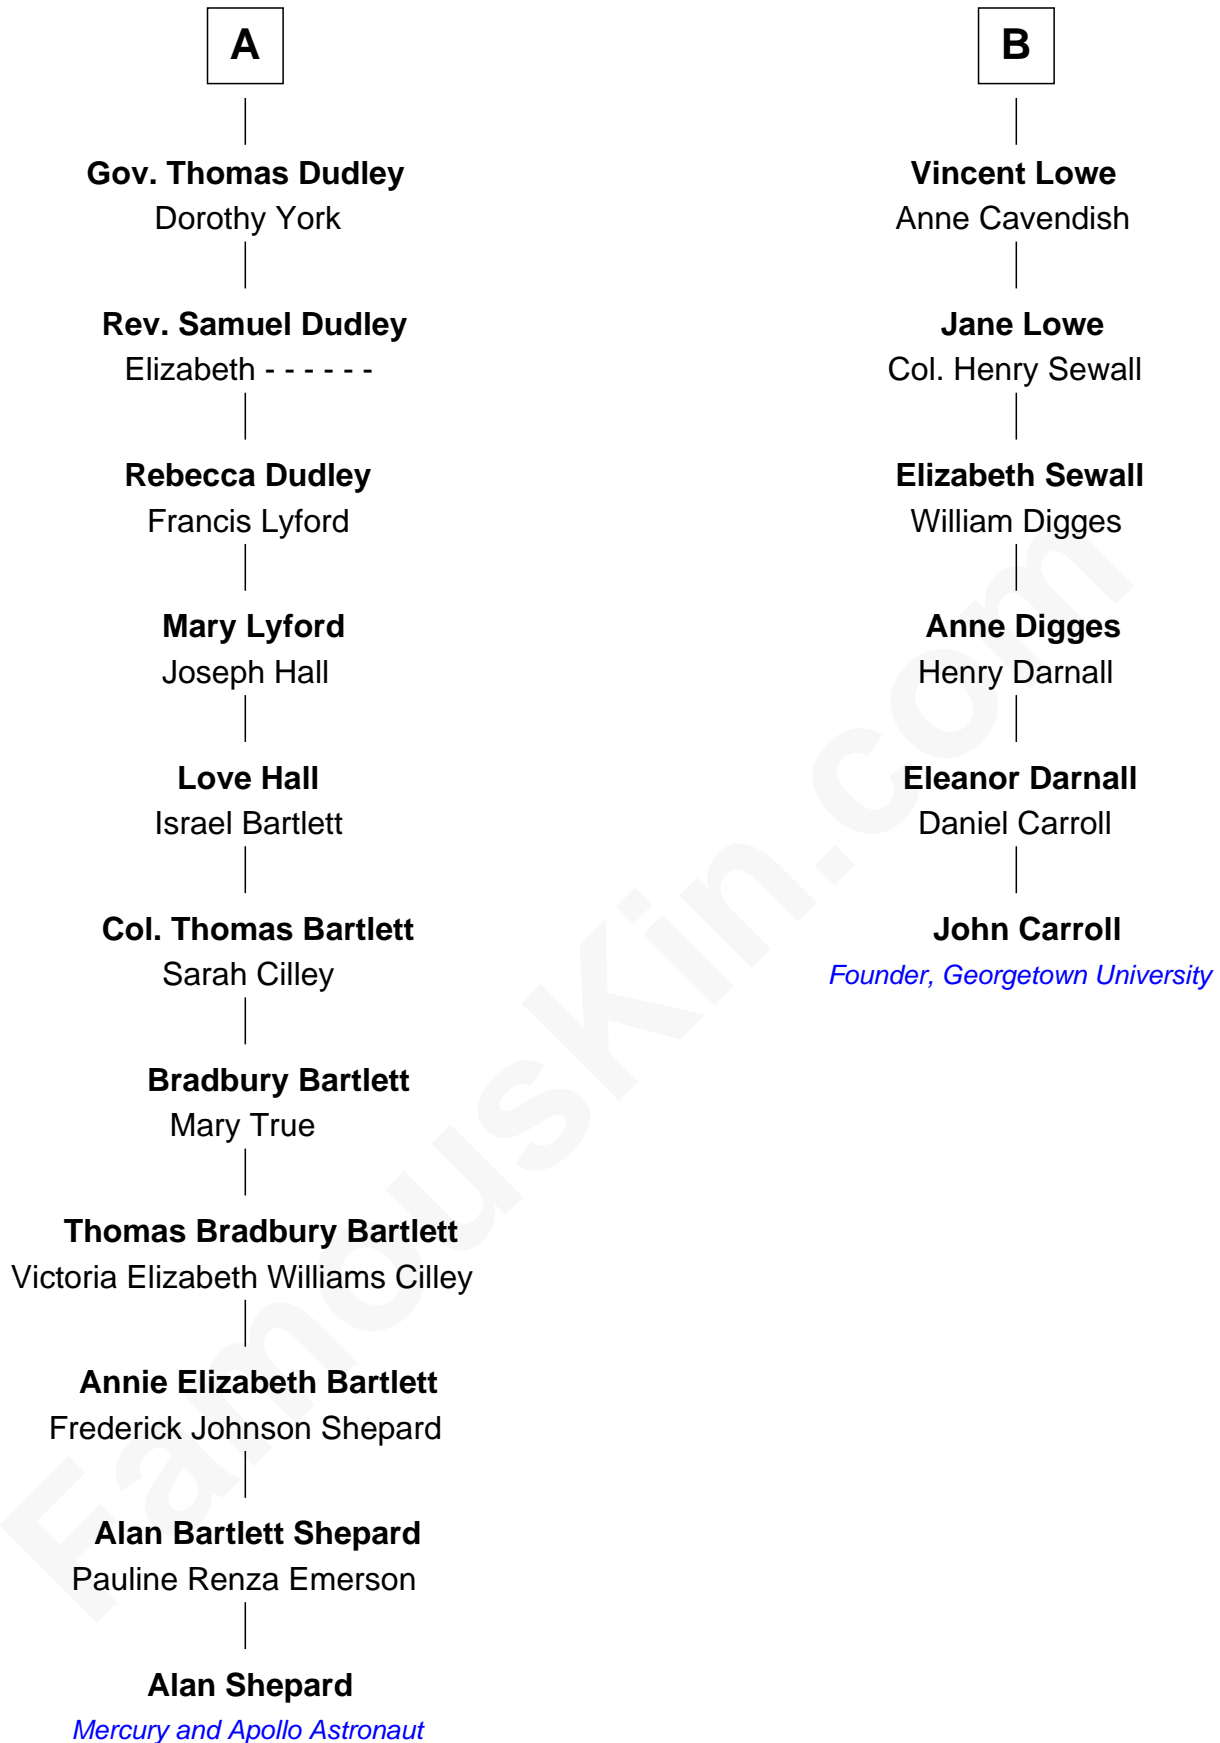 A
Gov. Thomas Dudley
Dorothy York
Rev. Samuel Dudley
Elizabeth - - - - - -
Rebecca Dudley
Francis Lyford
Mary Lyford
Joseph Hall
Love Hall
Israel Bartlett
Col. Thomas Bartlett
Sarah Cilley
Bradbury Bartlett
Mary True
Thomas Bradbury Bartlett
Victoria Elizabeth Williams Cilley
Annie Elizabeth Bartlett
Frederick Johnson Shepard
Alan Bartlett Shepard
Pauline Renza Emerson
Alan Shepard
Mercury and Apollo Astronaut
B
Vincent Lowe
Anne Cavendish
Jane Lowe
Col. Henry Sewall
Elizabeth Sewall
William Digges
Anne Digges
Henry Darnall
Eleanor Darnall
Daniel Carroll
John Carroll
Founder, Georgetown University
FamousKin.com